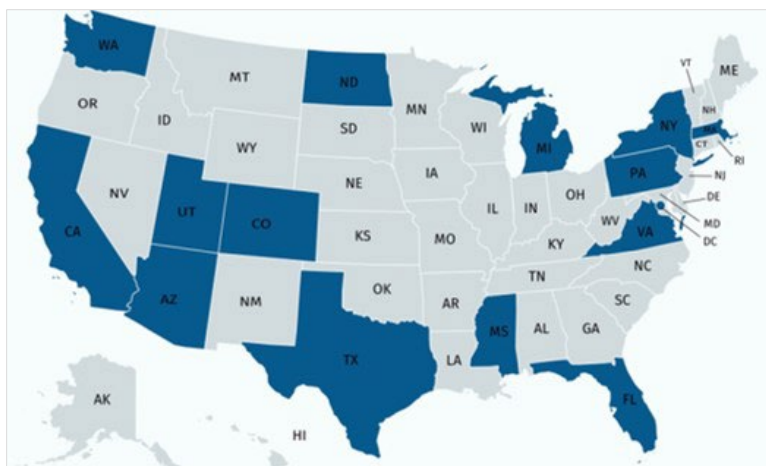 WA
MT
ND
MN
VT
ME
OR
ID
WY
SD
WI
MI
NY
NH
MA
CT
RI
NV
UT
CO
NE
IA
IL
IN
OH
PA
NJ
DE
MD
DC
CA
AZ
NM
KS
MO
KY
WV
VA
OK
AR
TN
NC
SC
TX
LA
MS
AL
GA
FL
AK
HI